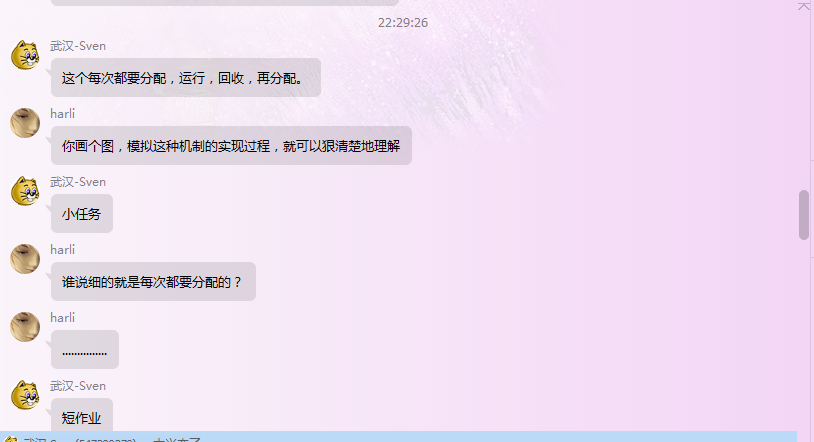 22:29:26
武汉-Sven
这个每次都要分配，运行，回收，再分配。
harli
你画个图，模拟这种机制的实现过程，就可以狠清楚地理解
武汉-Sven
小任务
harli
谁说细的就是每次都要分配的？
harli
...............
武汉-Sven
短作业